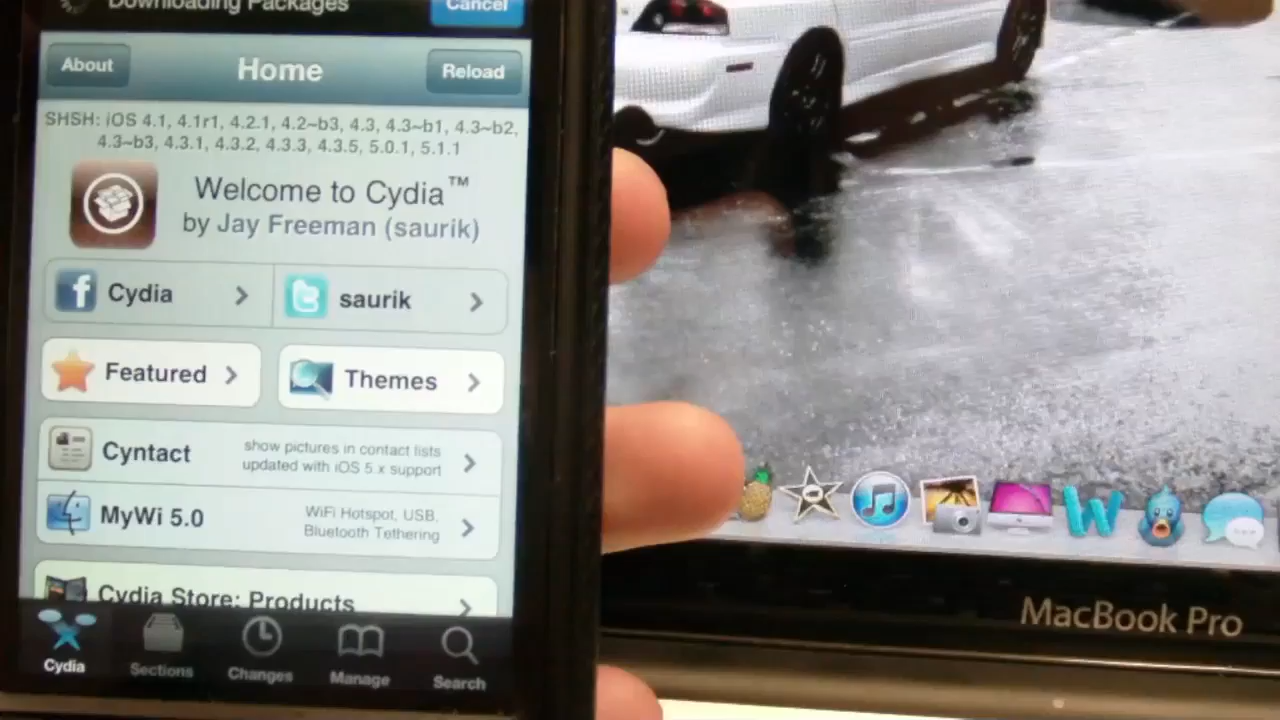 Downloading Packages
Cancel
About
Home
Reload
SHSH: iOS 4.1, 4.1r1, 4.2.1, 4.2~b3, 4.3, 4.3~b1, 4.3~b2,
4.3~b3, 4.3.1, 4.3.2, 4.3.3, 4.3.5, 5.0.1, 5.1.1
Welcome to Cydia™
by Jay Freeman (saurik)
Cydia
saurik
Featured
Themes
Cyntact
show pictures in contact lists
updated with iOS 5.x support
MyWi 5.0
WiFi Hotspot, USB,
Bluetooth Tethering
Cydia Store: Products
Cydia
Sections
Changes
Manage
Search
MacBook Pro